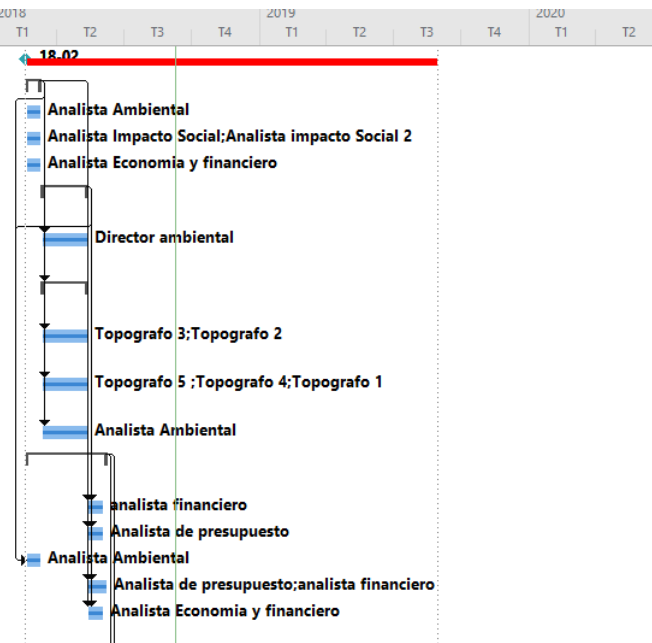 2018 2019 2020
T1 T2 T3 T4 T1 T2 T3 T4 T1 T2
18-02
Analista Ambiental
Analista Impacto Social;Analista impacto Social 2
Analista Economia y financiero
Director ambiental
Topografo 3;Topografo 2
Topografo 5 ;Topografo 4;Topografo 1
Analista Ambiental
analista financiero
Analista de presupuesto
Analista Ambiental
Analista de presupuesto;analista financiero
Analista Economia y financiero